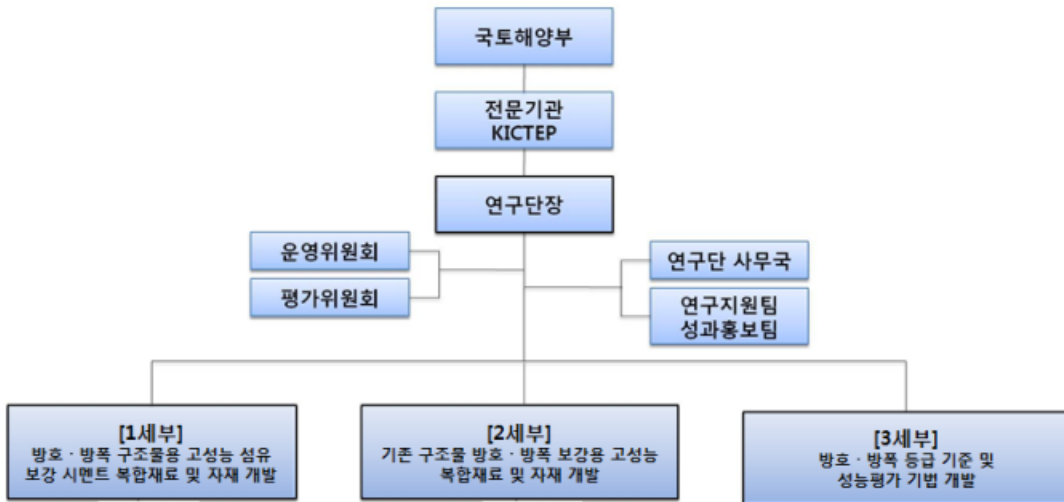 국토해양부
전문기관
KICTEP
연구단장
운영위원회
평가위원회
연구단 사무국
연구지원팀
성과홍보팀
[1세부]
방호 · 방폭 구조물용 고성능 섬유
보강 시멘트 복합재료 및 자재 개발
[2세부]
기존 구조물 방호 · 방폭 보강용 고성능
복합재료 및 자재 개발
[3세부]
방호 · 방폭 등급 기준 및
성능평가 기법 개발